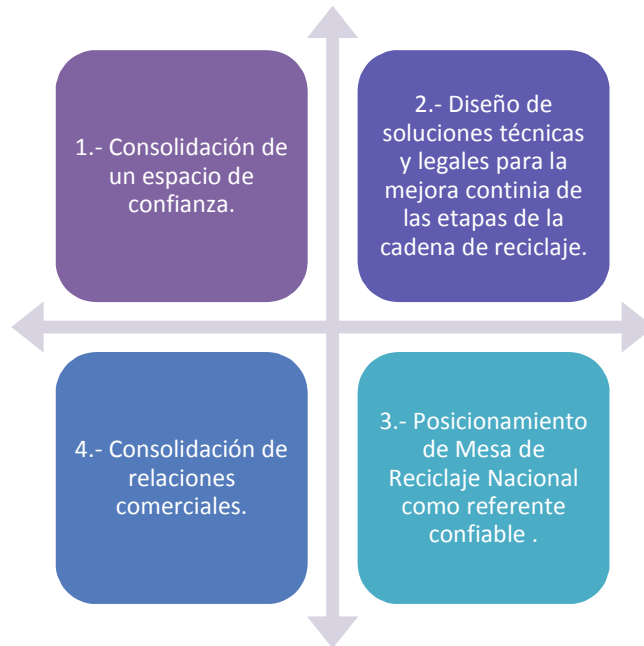 1.- Consolidación de
un espacio de
confianza.
2.- Diseño de
soluciones técnicas
y legales para la
mejora continia de
las etapas de la
cadena de reciclaje.
3.- Posicionamiento
de Mesa de
Reciclaje Nacional
como referente
confiable .
4.- Consolidación de
relaciones
comerciales.